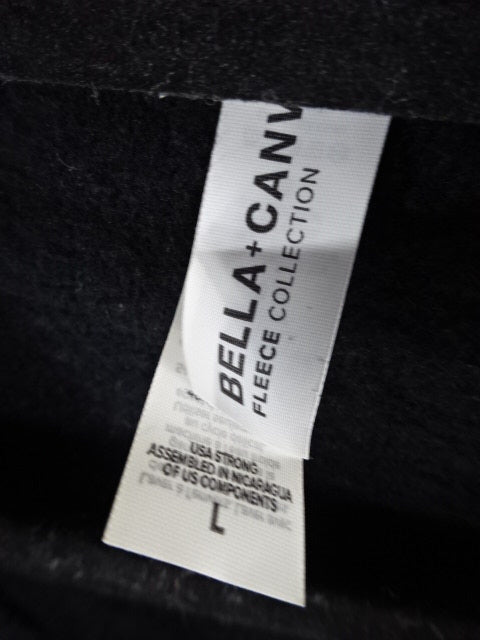 BELLA+CANV
FLEECE COLLECTION
USA STRONG
ASSEMBLED IN NICARAGUA
OF US COMPONENTS
L